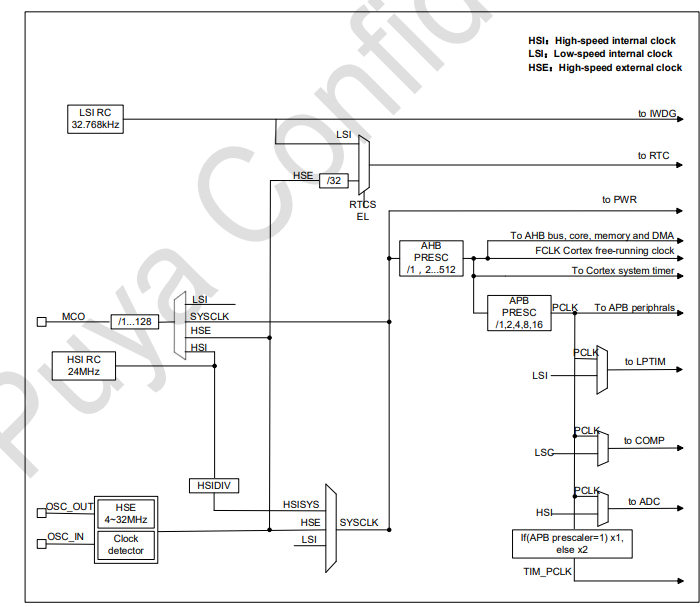 HSI: High-speed internal clock
LSI: Low-speed internal clock
HSE: High-speed external clock
LSI RC
32.768kHz
to IWDG
LSI
to RTC
HSE
/32
RTCS
EL
to PWR
AHB
PRESC
/1 , 2...512
To AHB bus, core, memory and DMA
FCLK Cortex free-running clock
To Cortex system timer
LSI
MCO
/1...128
SYSCLK
HSE
HSI
APB
PRESC
/1,2,4,8,16
PCLK
To APB periphrals
HSI RC
24MHz
PCLK
to LPTIM
LSI
PCLK
to COMP
LSC
HSIDIV
PCLK
to ADC
HSI
OSC_OUT
HSE
4~32MHz
OSC_IN
Clock
detector
HSISYS
HSE
SYSCLK
LSI
If(APB prescaler=1) x1,
else x2
TIM_PCLK
Puya Confid